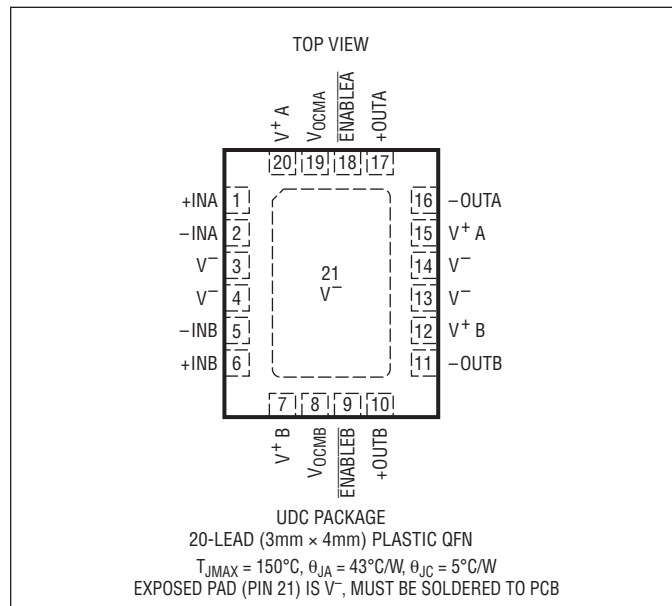 TOP VIEW
V+ A
VOCMA
ENABLEA
+OUTA
20 19 18 17
+INA 1
–INA 2
V– 3
V– 4
–INB 5
+INB 6
21
V–
16 –OUTA
15 V+ A
14 V–
13 V–
12 V+ B
11 –OUTB
7 8 9 10
V+ B
VOCMB
ENABLEB
+OUTB
UDC PACKAGE
20-LEAD (3mm × 4mm) PLASTIC QFN
TJMAX = 150°C, θJA = 43°C/W, θJC = 5°C/W
EXPOSED PAD (PIN 21) IS V–, MUST BE SOLDERED TO PCB